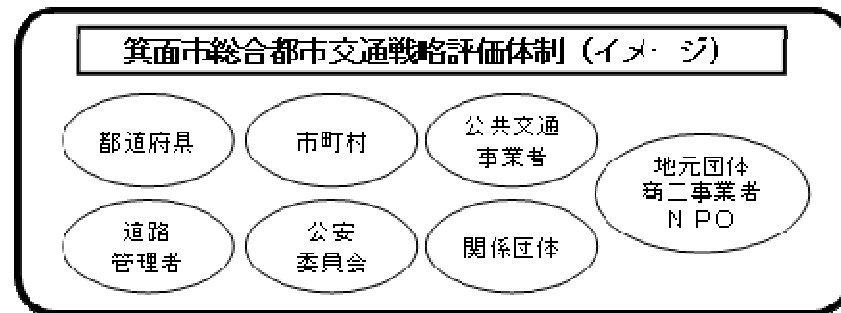 箕面市総合都市交通戦略評価体制（イメージ）
都道府県
市町村
公共交通
事業者
地元団体
商工事業者
ＮＰＯ
道路
管理者
公安
委員会
関係団体